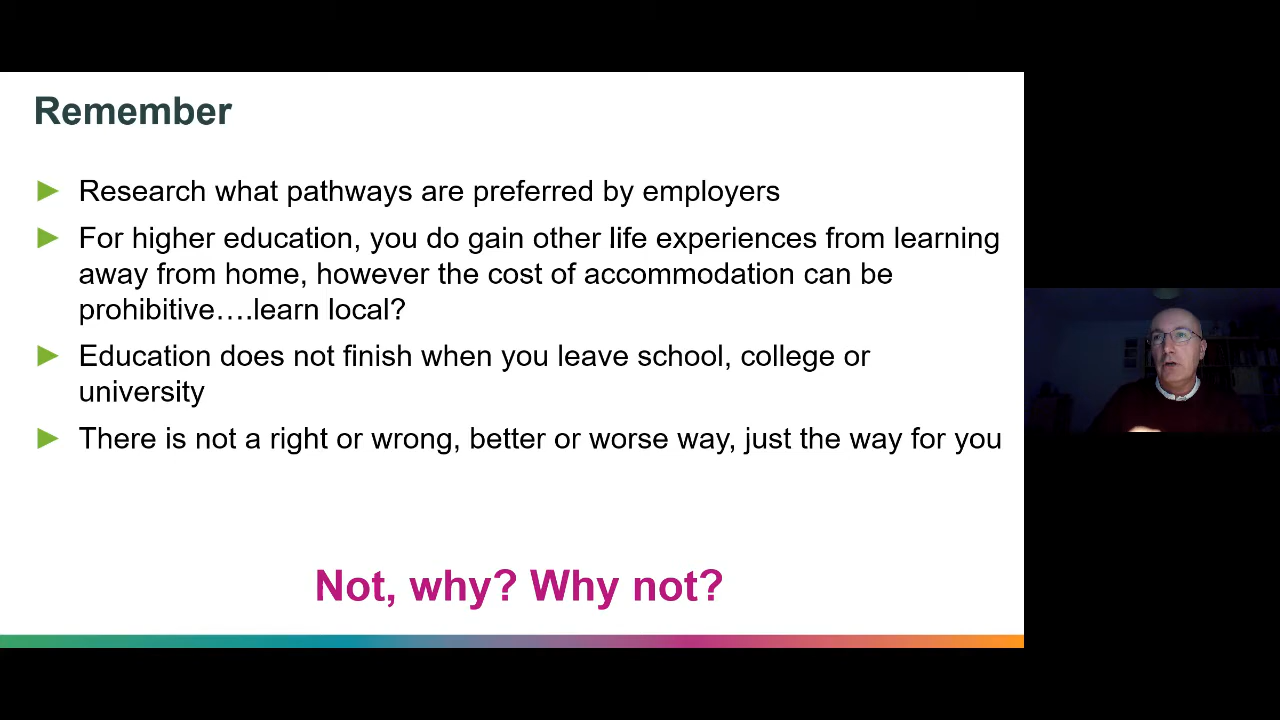 Remember
Research what pathways are preferred by employers
For higher education, you do gain other life experiences from learning
away from home, however the cost of accommodation can be
prohibitive….learn local?
Education does not finish when you leave school, college or
university
There is not a right or wrong, better or worse way, just the way for you
Not, why? Why not?